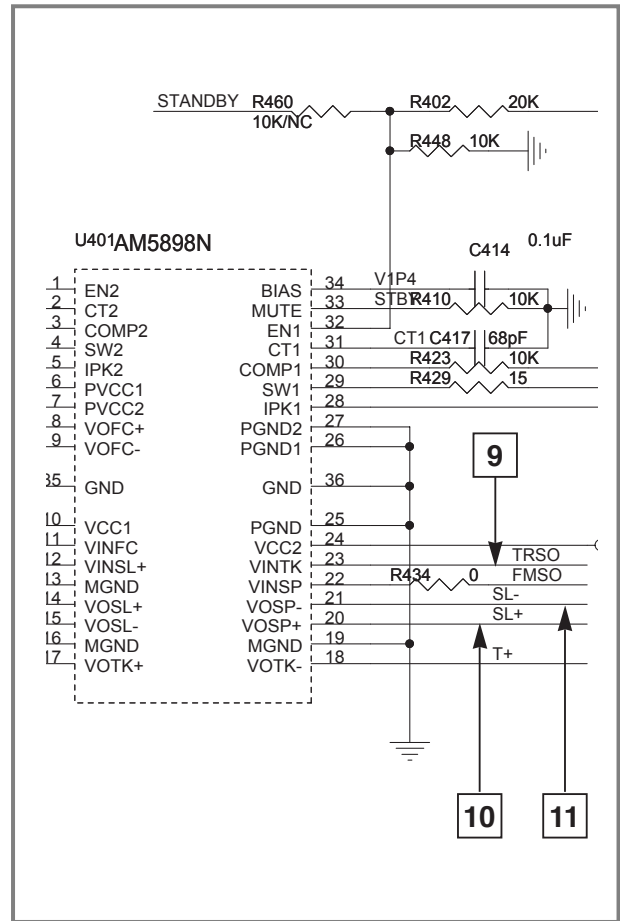 STANDBY R460 R402 20K
10K/NC
R448 10K
U401 AM5898N
C414 0.1uF
1 EN2 BIAS 34 V1P4
2 CT2 MUTE 33 STBY R410 10K
3 COMP2 EN1 32
4 SW2 CT1 31 CT1 C417 68pF
5 IPK2 COMP1 30 R423 10K
6 PVCC1 SW1 29 R429 15
7 PVCC2 IPK1 28
8 VOFC+ PGND2 27
9 VOFC- PGND1 26
9
35 GND GND 36
10 VCC1 PGND 25
11 VINFC VCC2 24
12 VINSL+ VINTK 23 TRSO
13 MGND VINSP 22 R434 0 FMSO
14 VOSL+ VOSP- 21 SL-
15 VOSL- VOSP+ 20 SL+
16 MGND MGND 19
17 VOTK+ VOTK- 18 T+
10 11